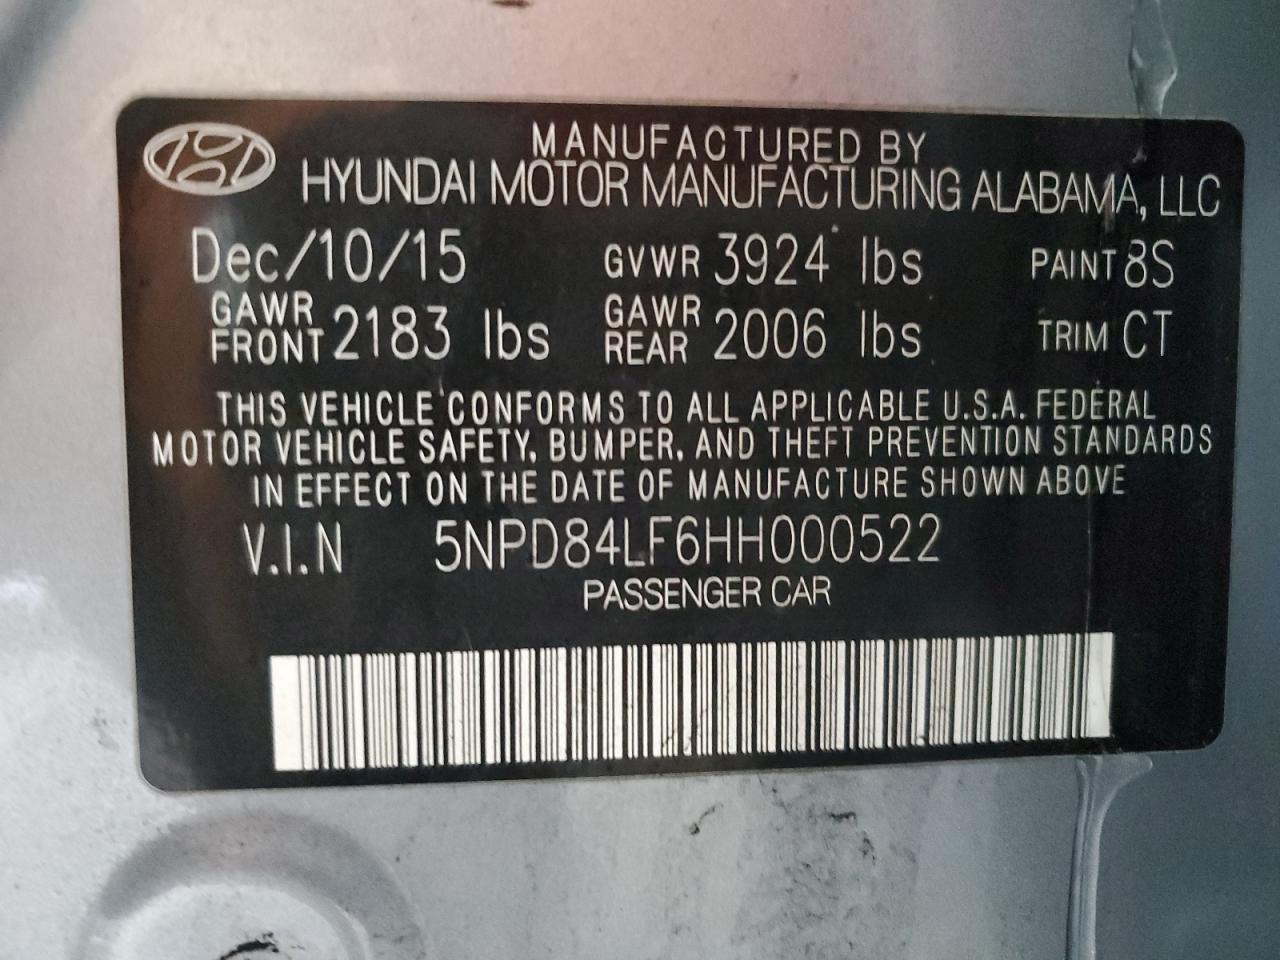 MANUFACTURED BY
HYUNDAI MOTOR MANUFACTURING ALABAMA, LLC
Dec/10/15 GVWR 3924 lbs PAINT 8S
GAWR FRONT 2183 lbs GAWR REAR 2006 lbs TRIM CT
THIS VEHICLE CONFORMS TO ALL APPLICABLE U.S.A. FEDERAL
MOTOR VEHICLE SAFETY, BUMPER, AND THEFT PREVENTION STANDARDS
IN EFFECT ON THE DATE OF MANUFACTURE SHOWN ABOVE
V.I.N 5NPD84LF6HH000522
PASSENGER CAR